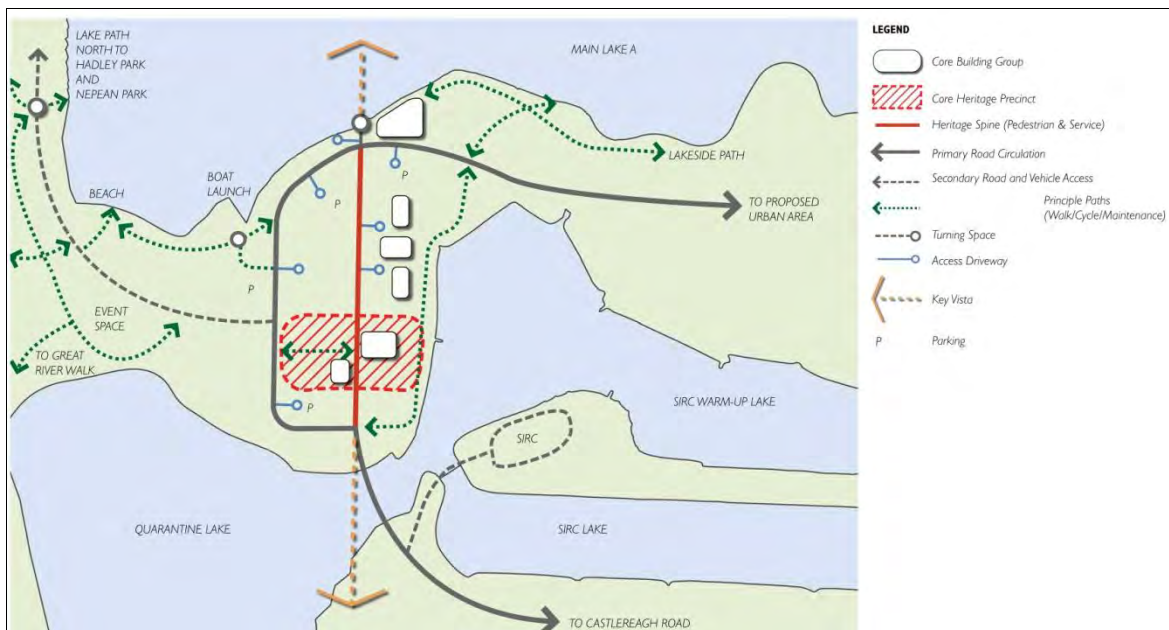 LAKE PATH
NORTH TO
HADLEY PARK
AND
NEPEAN PARK
MAIN LAKE A
BOAT
LAUNCH
BEACH
P
P
P
P
LAKESIDE PATH
TO PROPOSED
URBAN AREA
EVENT
SPACE
TO GREAT
RIVER WALK
SIRC WARM-UP LAKE
SIRC
QUARANTINE LAKE
SIRC LAKE
TO CASTLEREAGH ROAD
LEGEND
Core Building Group
Core Heritage Precinct
Heritage Spine (Pedestrian & Service)
Primary Road Circulation
Secondary Road and Vehicle Access
Principle Paths
(Walk/Cycle/Maintenance)
Turning Space
Access Driveway
Key Vista
P Parking